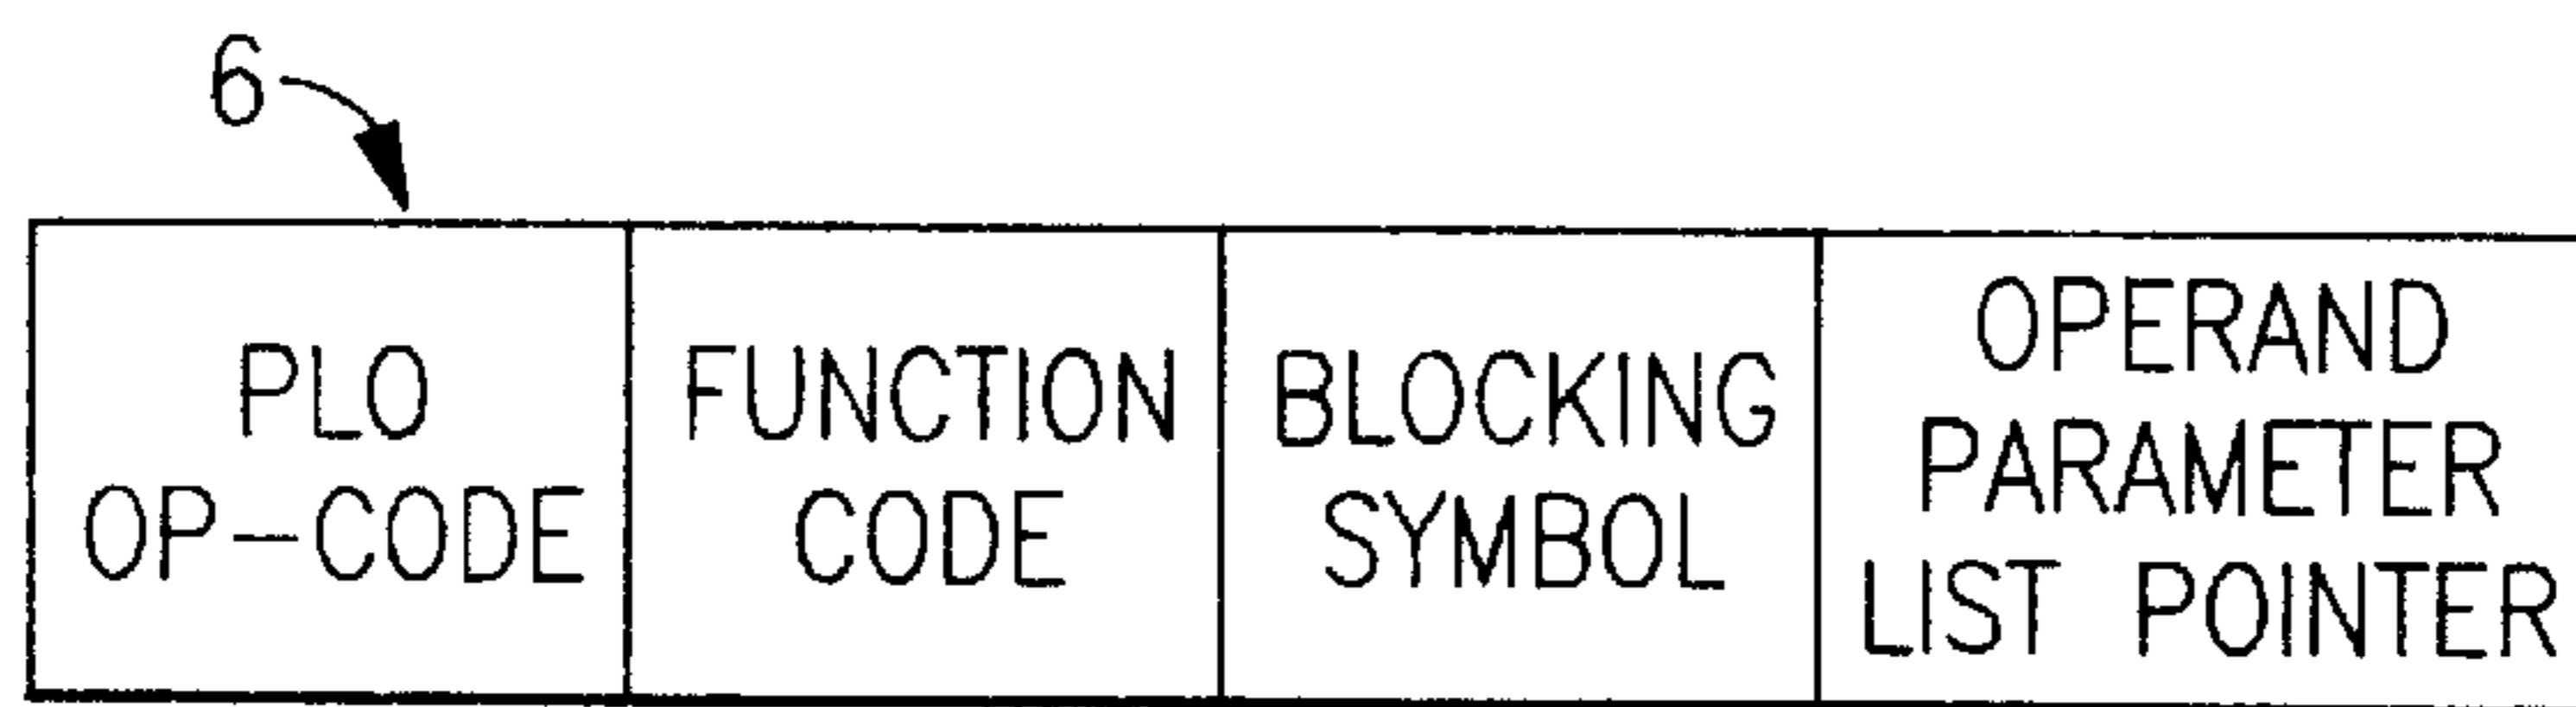 6
PLO
OP-CODE
FUNCTION
CODE
BLOCKING
SYMBOL
OPERAND
PARAMETER
LIST POINTER